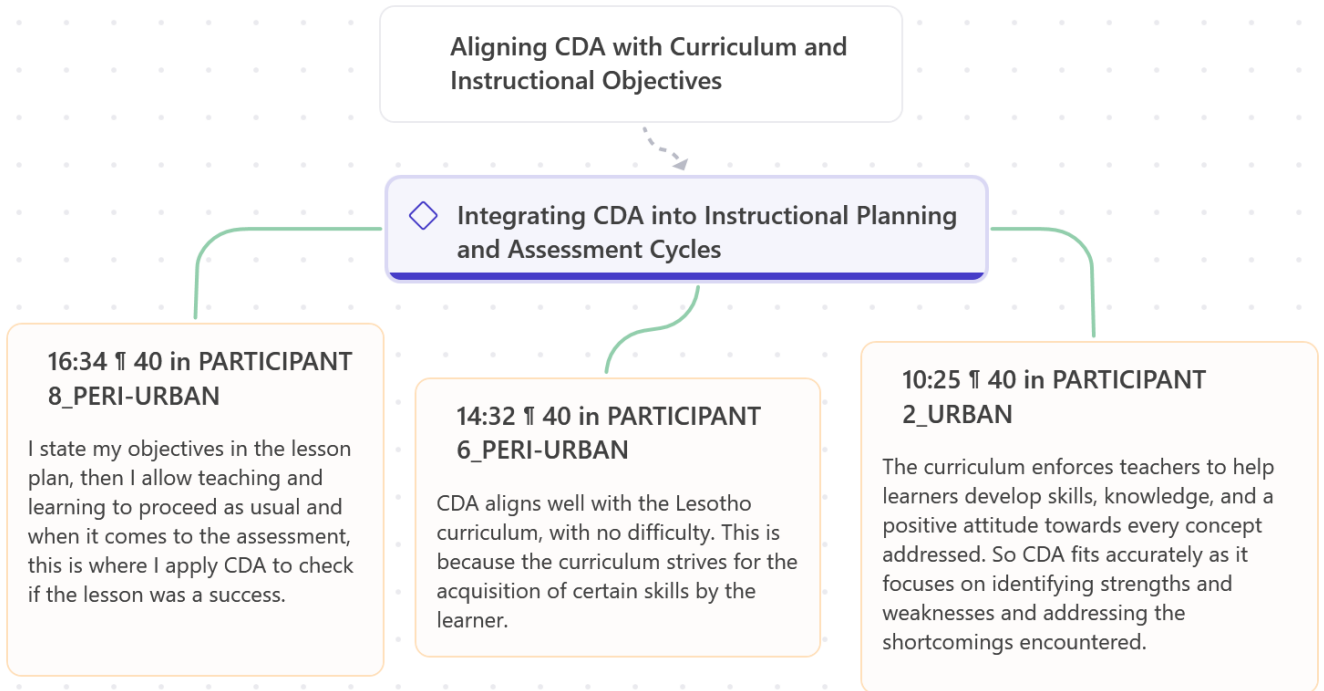 Aligning CDA with Curriculum and
Instructional Objectives
Integrating CDA into Instructional Planning
and Assessment Cycles
16:34 ¶ 40 in PARTICIPANT
8_PERI-URBAN
I state my objectives in the lesson
plan, then I allow teaching and
learning to proceed as usual and
when it comes to the assessment,
this is where I apply CDA to check
if the lesson was a success.
14:32 ¶ 40 in PARTICIPANT
6_PERI-URBAN
CDA aligns well with the Lesotho
curriculum, with no difficulty. This is
because the curriculum strives for the
acquisition of certain skills by the
learner.
10:25 ¶ 40 in PARTICIPANT
2_URBAN
The curriculum enforces teachers to help
learners develop skills, knowledge, and a
positive attitude towards every concept
addressed. So CDA fits accurately as it
focuses on identifying strengths and
weaknesses and addressing the
shortcomings encountered.